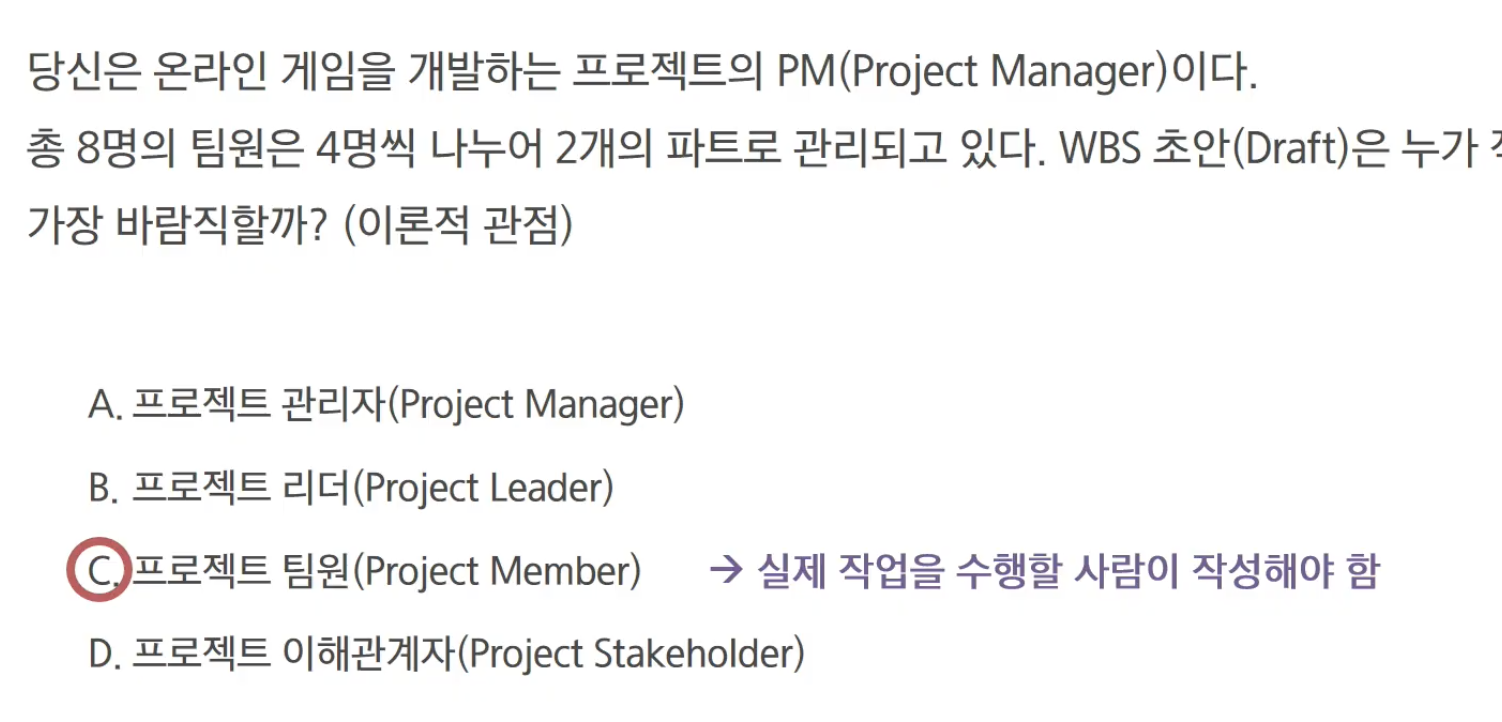 당신은 온라인 게임을 개발하는 프로젝트의 PM(Project Manager)이다.
총 8명의 팀원은 4명씩 나누어 2개의 파트로 관리되고 있다. WBS 초안(Draft)은 누가
가장 바람직할까? (이론적 관점)
A. 프로젝트 관리자(Project Manager)
B. 프로젝트 리더(Project Leader)
C. 프로젝트 팀원(Project Member) → 실제 작업을 수행할 사람이 작성해야 함
D. 프로젝트 이해관계자(Project Stakeholder)